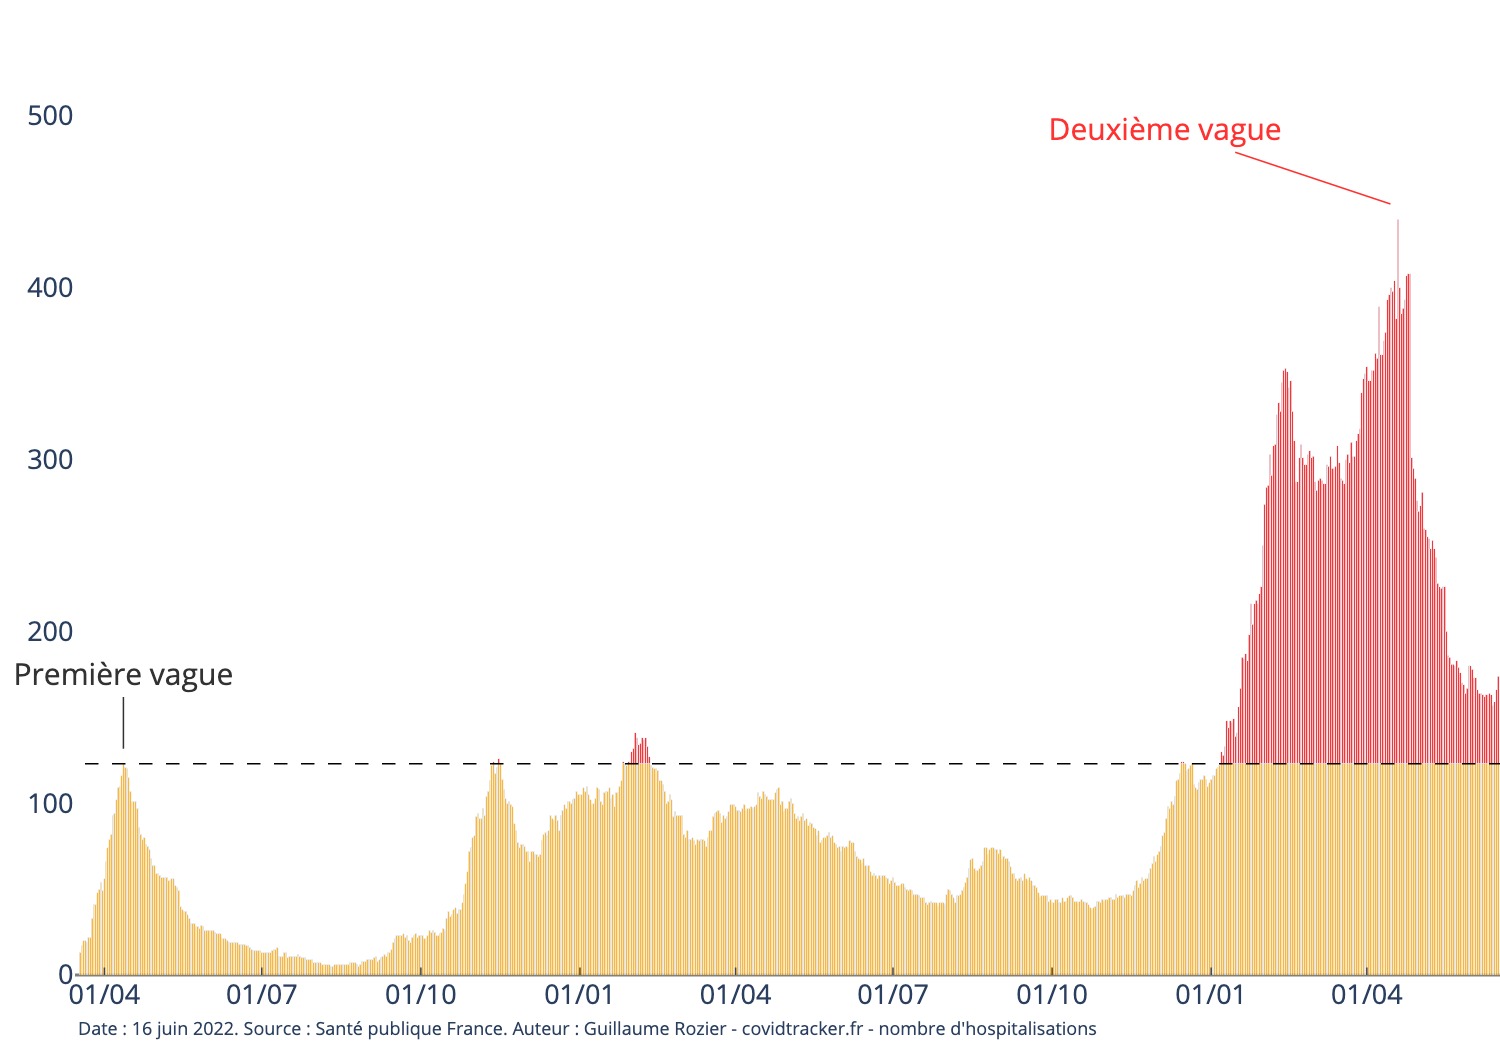 500
Deuxième vague
400
300
200
Première vague
100
0
01/04 01/07 01/10 01/01 01/04 01/07 01/10 01/01 01/04
Date : 16 juin 2022. Source : Santé publique France. Auteur : Guillaume Rozier - covidtracker.fr - nombre d'hospitalisations